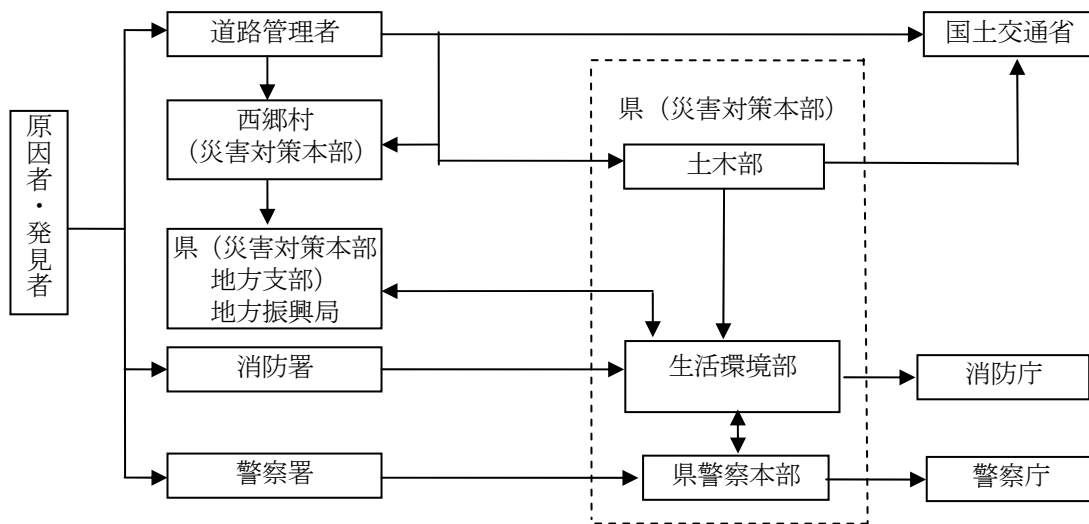 道路管理者
国土交通省
県（災害対策本部）
西郷村
（災害対策本部）
土木部
原因者・発見者
県（災害対策本部
地方支部）
地方振興局
消防署
生活環境部
消防庁
警察署
県警察本部
警察庁